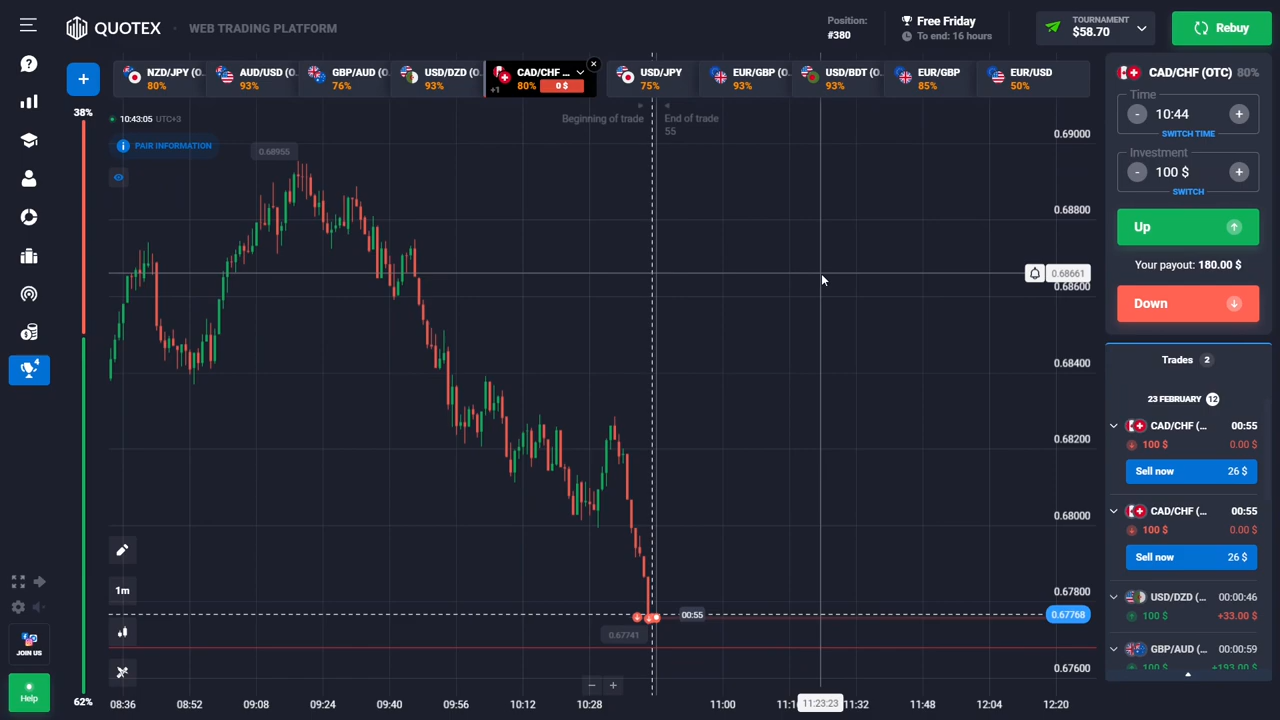 QUOTEX
WEB TRADING PLATFORM
Position:
#380
Free Friday
To end: 16 hours
TOURNAMENT
$58.70
Rebuy
NZD/JPY (O...
80%
AUD/USD (O...
93%
GBP/AUD (O...
76%
USD/DZD (O...
93%
CAD/CHF ...
+1
80%
0 $
USD/JPY
75%
EUR/GBP (O...
93%
USD/BDT (O...
93%
EUR/GBP
85%
EUR/USD
50%
38%
10:43:05 UTC+3
PAIR INFORMATION
Beginning of trade
End of trade
55
0.68955
0.69000
0.68800
0.68661
0.68600
0.68400
0.68200
0.68000
0.67800
0.67768
0.67600
00:55
0.67741
1m
62%
08:36
08:52
09:08
09:24
09:40
09:56
10:12
10:28
11:00
11:1
11:23:23
11:32
11:48
12:04
12:20
4
JOIN US
Help
CAD/CHF (OTC) 80%
Time
- 10:44 +
SWITCH TIME
Investment
- 100 $ +
SWITCH
Up
Your payout: 180.00 $
Down
Trades 2
23 FEBRUARY 12
CAD/CHF (... 00:55
100 $ 0.00 $
Sell now 26 $
CAD/CHF (... 00:55
100 $ 0.00 $
Sell now 26 $
USD/DZD (... 00:00:46
100 $ +33.00 $
GBP/AUD (... 00:00:59
100 $ +193.00 $